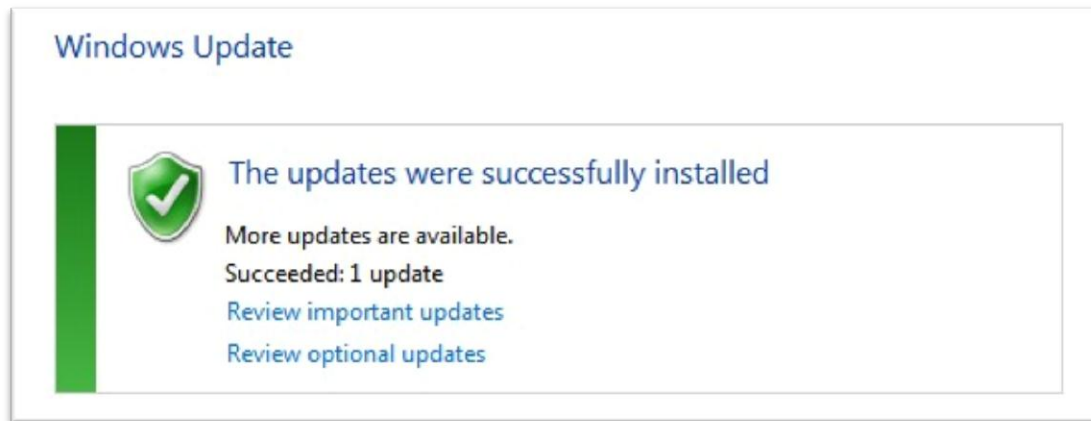 Windows Update
The updates were successfully installed
More updates are available.
Succeeded: 1 update
Review important updates
Review optional updates